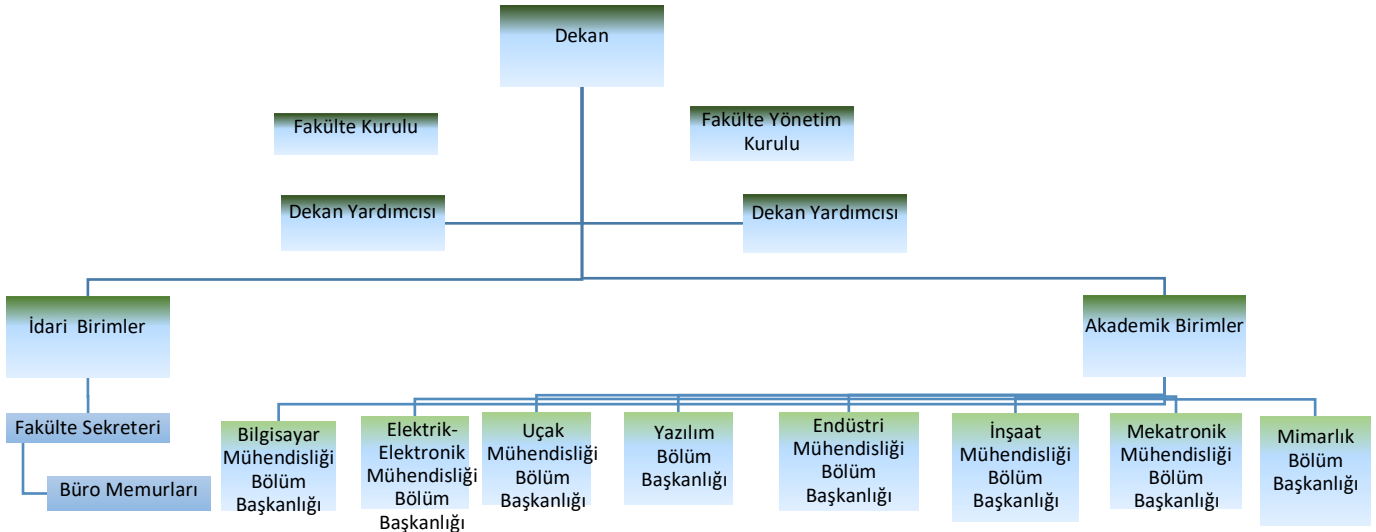 Dekan
Fakülte Kurulu
Fakülte Yönetim
Kurulu
Dekan Yardımcısı
Dekan Yardımcısı
İdari  Birimler
Akademik Birimler
Fakülte Sekreteri
Büro Memurları
Bilgisayar
Mühendisliği
Bölüm
Başkanlığı
Elektrik-
Elektronik
Mühendisliği
Bölüm
Başkanlığı
Uçak
Mühendisliği
Bölüm
Başkanlığı
Yazılım
Bölüm
Başkanlığı
Endüstri
Mühendisliği
Bölüm
Başkanlığı
İnşaat
Mühendisliği
Bölüm
Başkanlığı
Mekatronik
Mühendisliği
Bölüm
Başkanlığı
Mimarlık
Bölüm
Başkanlığı